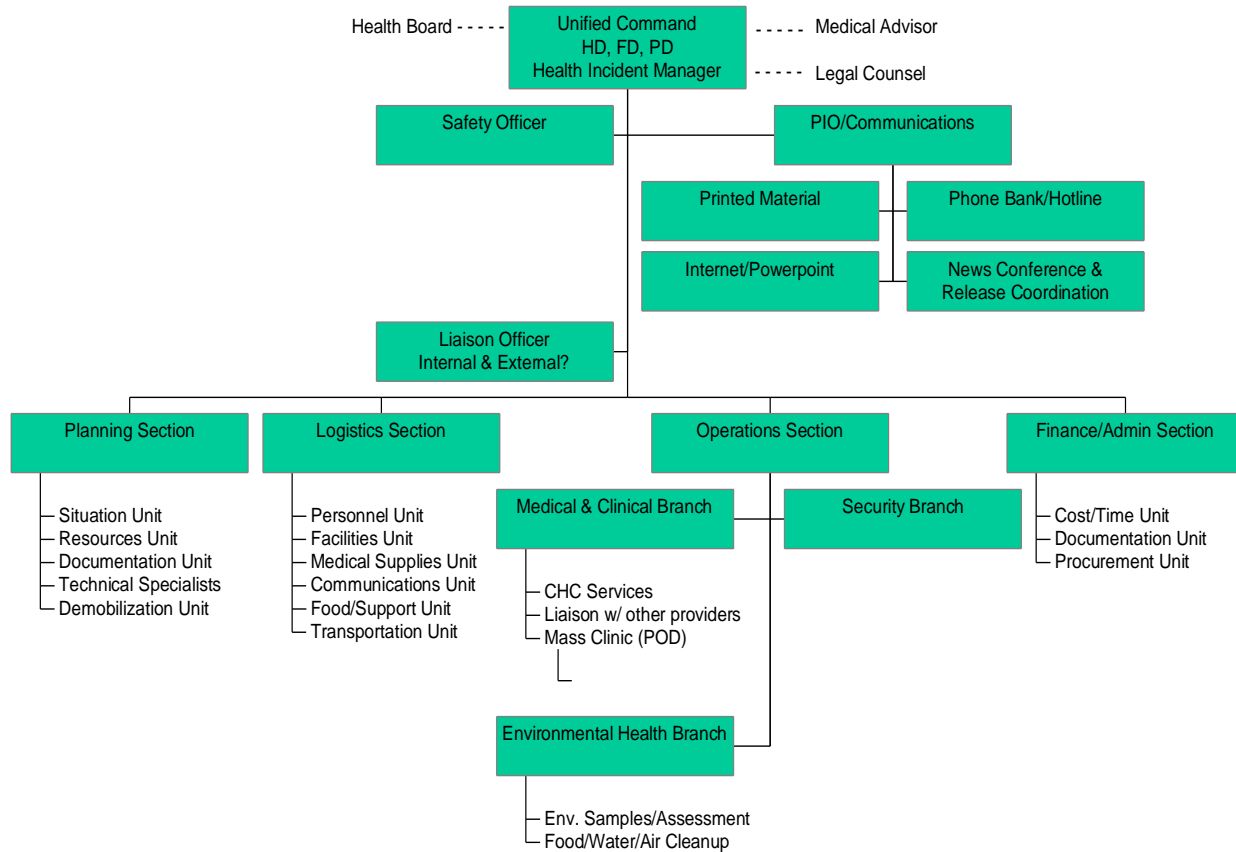 Health Board
Unified Command
HD, FD, PD
Health Incident Manager
Medical Advisor
Legal Counsel
Safety Officer
PIO/Communications
Printed Material
Phone Bank/Hotline
Internet/Powerpoint
News Conference &
Release Coordination
Liaison Officer
Internal & External?
Planning Section
Logistics Section
Operations Section
Finance/Admin Section
Situation Unit
Resources Unit
Documentation Unit
Technical Specialists
Demobilization Unit
Personnel Unit
Facilities Unit
Medical Supplies Unit
Communications Unit
Food/Support Unit
Transportation Unit
Medical & Clinical Branch
Security Branch
CHC Services
Liaison w/ other providers
Mass Clinic (POD)
Cost/Time Unit
Documentation Unit
Procurement Unit
Environmental Health Branch
Env. Samples/Assessment
Food/Water/Air Cleanup